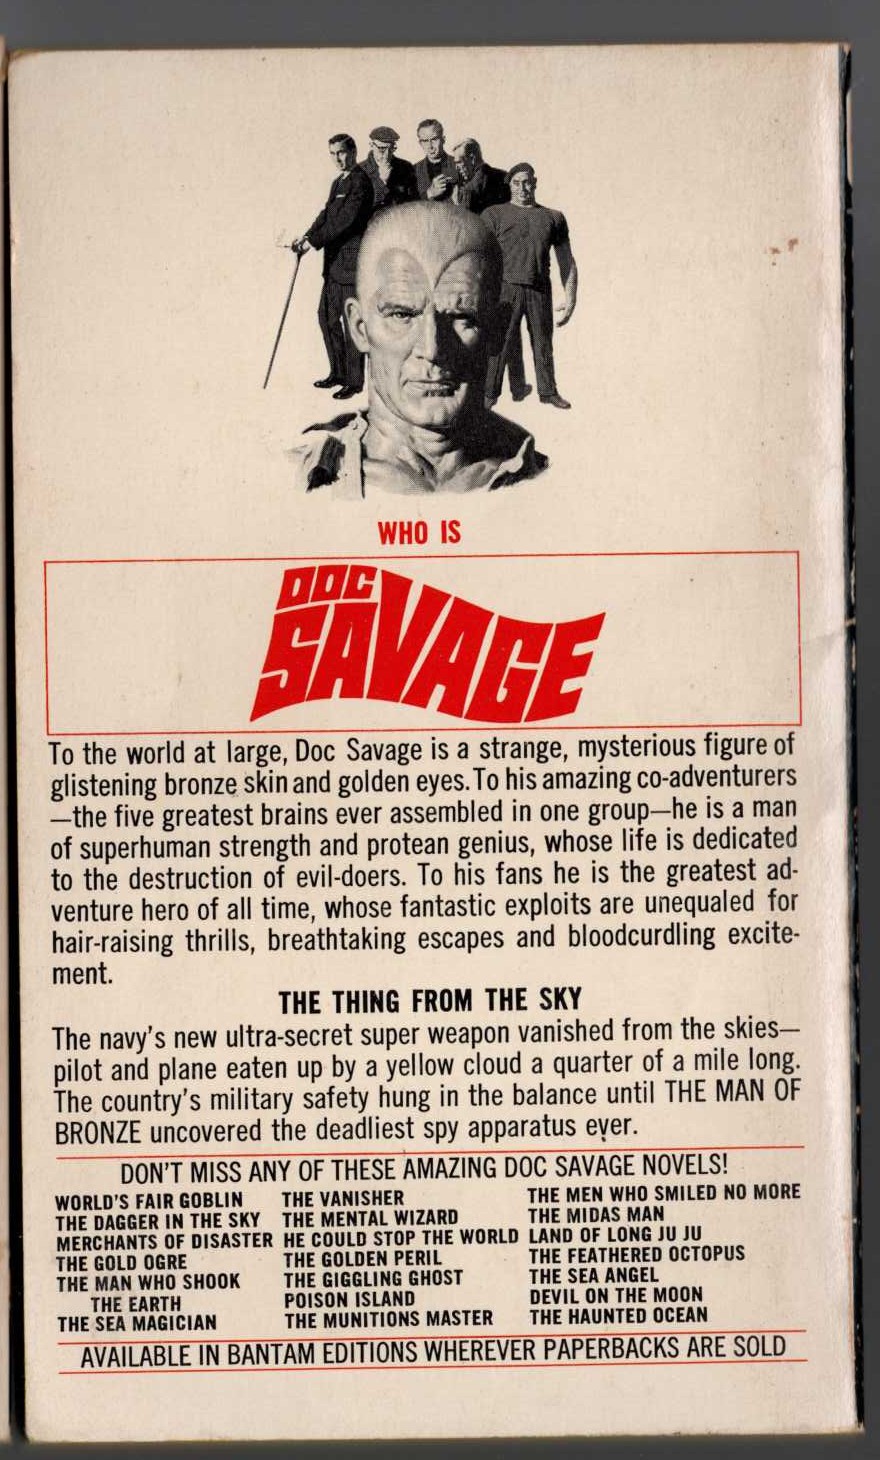 WHO IS
DOC
SAVAGE
To the world at large, Doc Savage is a strange, mysterious figure of
glistening bronze skin and golden eyes. To his amazing co-adventurers
—the five greatest brains ever assembled in one group—he is a man
of superhuman strength and protean genius, whose life is dedicated
to the destruction of evil-doers. To his fans he is the greatest ad-
venture hero of all time, whose fantastic exploits are unequaled for
hair-raising thrills, breathtaking escapes and bloodcurdling excite-
ment.
THE THING FROM THE SKY
The navy's new ultra-secret super weapon vanished from the skies—
pilot and plane eaten up by a yellow cloud a quarter of a mile long.
The country's military safety hung in the balance until THE MAN OF
BRONZE uncovered the deadliest spy apparatus ever.
DON'T MISS ANY OF THESE AMAZING DOC SAVAGE NOVELS!
WORLD'S FAIR GOBLIN
THE DAGGER IN THE SKY
MERCHANTS OF DISASTER
THE GOLD OGRE
THE MAN WHO SHOOK
THE EARTH
THE SEA MAGICIAN
THE VANISHER
THE MENTAL WIZARD
HE COULD STOP THE WORLD
THE GOLDEN PERIL
THE GIGGLING GHOST
POISON ISLAND
THE MUNITIONS MASTER
THE MEN WHO SMILED NO MORE
THE MIDAS MAN
LAND OF LONG JU JU
THE FEATHERED OCTOPUS
THE SEA ANGEL
DEVIL ON THE MOON
THE HAUNTED OCEAN
AVAILABLE IN BANTAM EDITIONS WHEREVER PAPERBACKS ARE SOLD